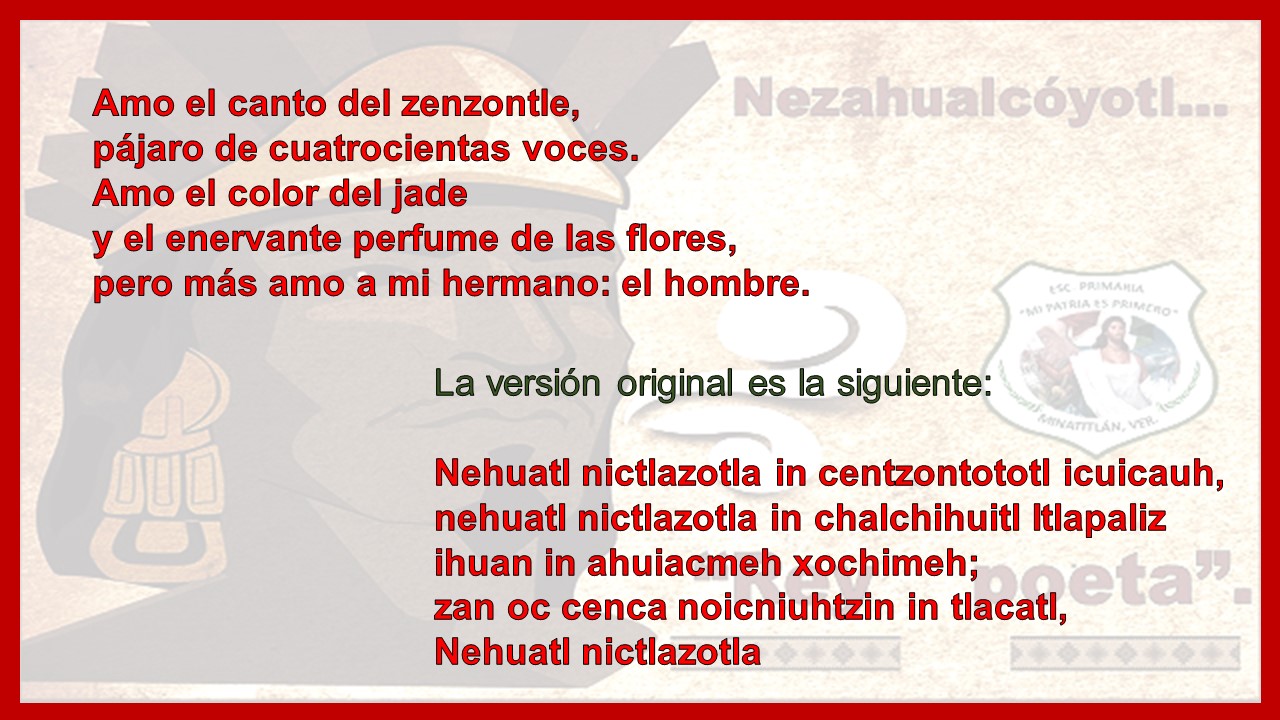 Nezahualcóyotl...
Amo el canto del zenzontle,
pájaro de cuatrocientas voces.
Amo el color del jade
y el enervante perfume de las flores,
pero más amo a mi hermano: el hombre.
ESC. PRIMARIA
"MI PATRIA ES PRIMERO"
MINATITLÁN, VER.
La versión original es la siguiente:
Nehuatl nictlazotla in centzontototl icuicauh,
nehuatl nictlazotla in chalchihuitl Itlapaliz
ihuan in ahuiacmeh xochimeh;
zan oc cenca noicniuhtzin in tlacatl,
Nehuatl nictlazotla
"Rey poeta".